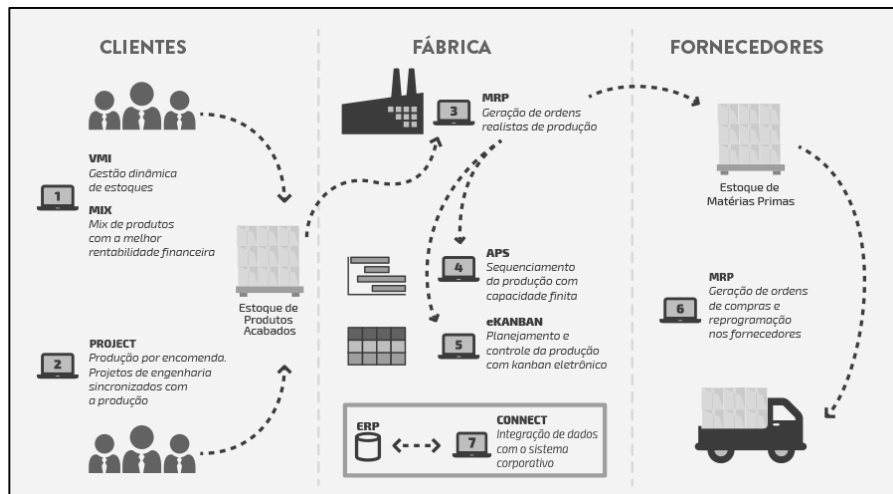 CLIENTES
1
VMI
Gestão dinâmica
de estoques
MIX
Mix de produtos
com a melhor
rentabilidade financeira
Estoque de
Produtos
Acabados
2
PROJECT
Produção por encomenda.
Projetos de engenharia
sincronizados com
a produção
FÁBRICA
3
MRP
Geração de ordens
realistas de produção
4
APS
Sequenciamento
da produção com
capacidade finita
5
eKANBAN
Planejamento e
controle da produção
com kanban eletrônico
ERP
7
CONNECT
Integração de dados
com o sistema
corporativo
FORNECEDORES
Estoque de
Matérias Primas
6
MRP
Geração de ordens
de compras e
reprogramação
nos fornecedores